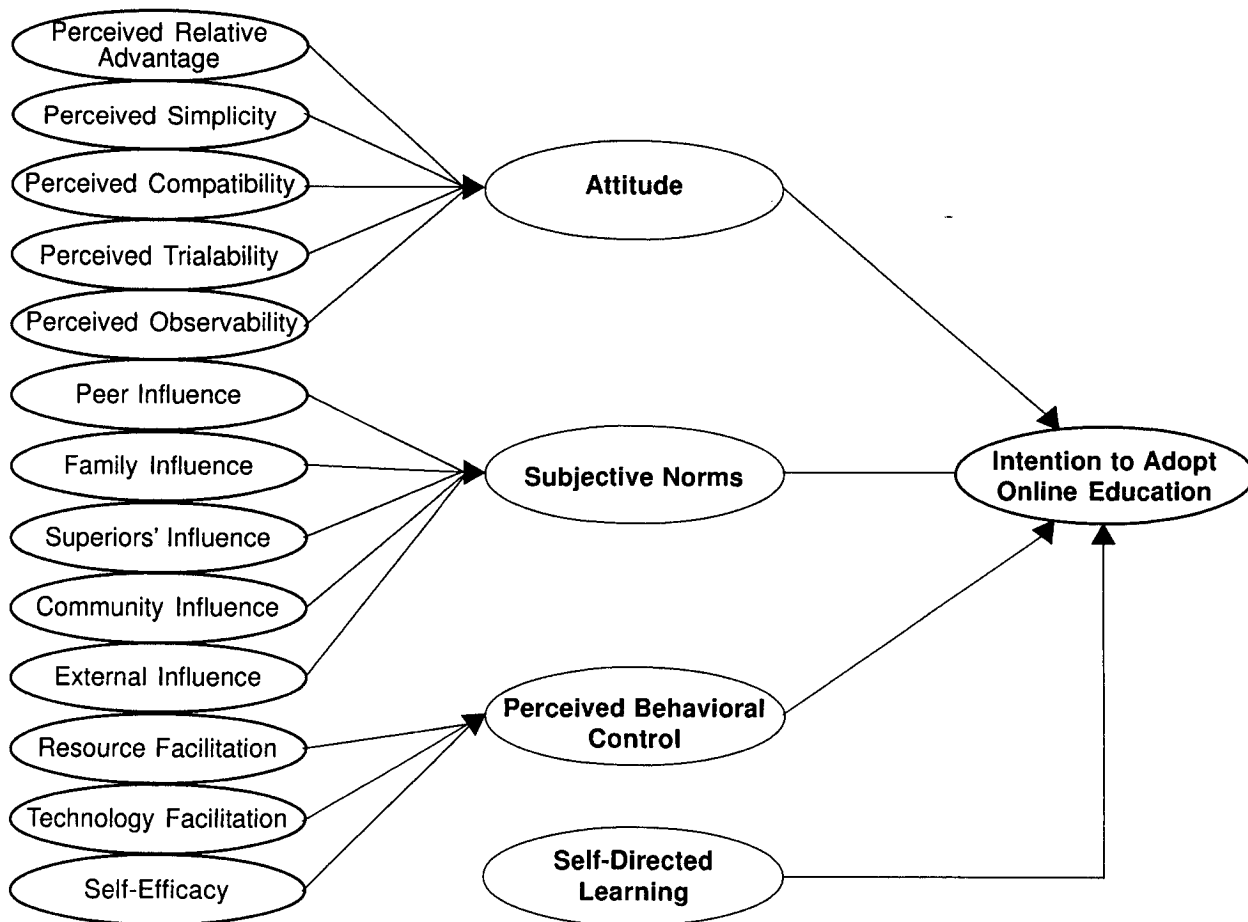 Perceived Relative
Advantage
Perceived Simplicity
Perceived Compatibility
Perceived Trialability
Perceived Observability
Peer Influence
Family Influence
Superiors' Influence
Community Influence
External Influence
Resource Facilitation
Technology Facilitation
Self-Efficacy
Attitude
Subjective Norms
Perceived Behavioral
Control
Self-Directed
Learning
Intention to Adopt
Online Education